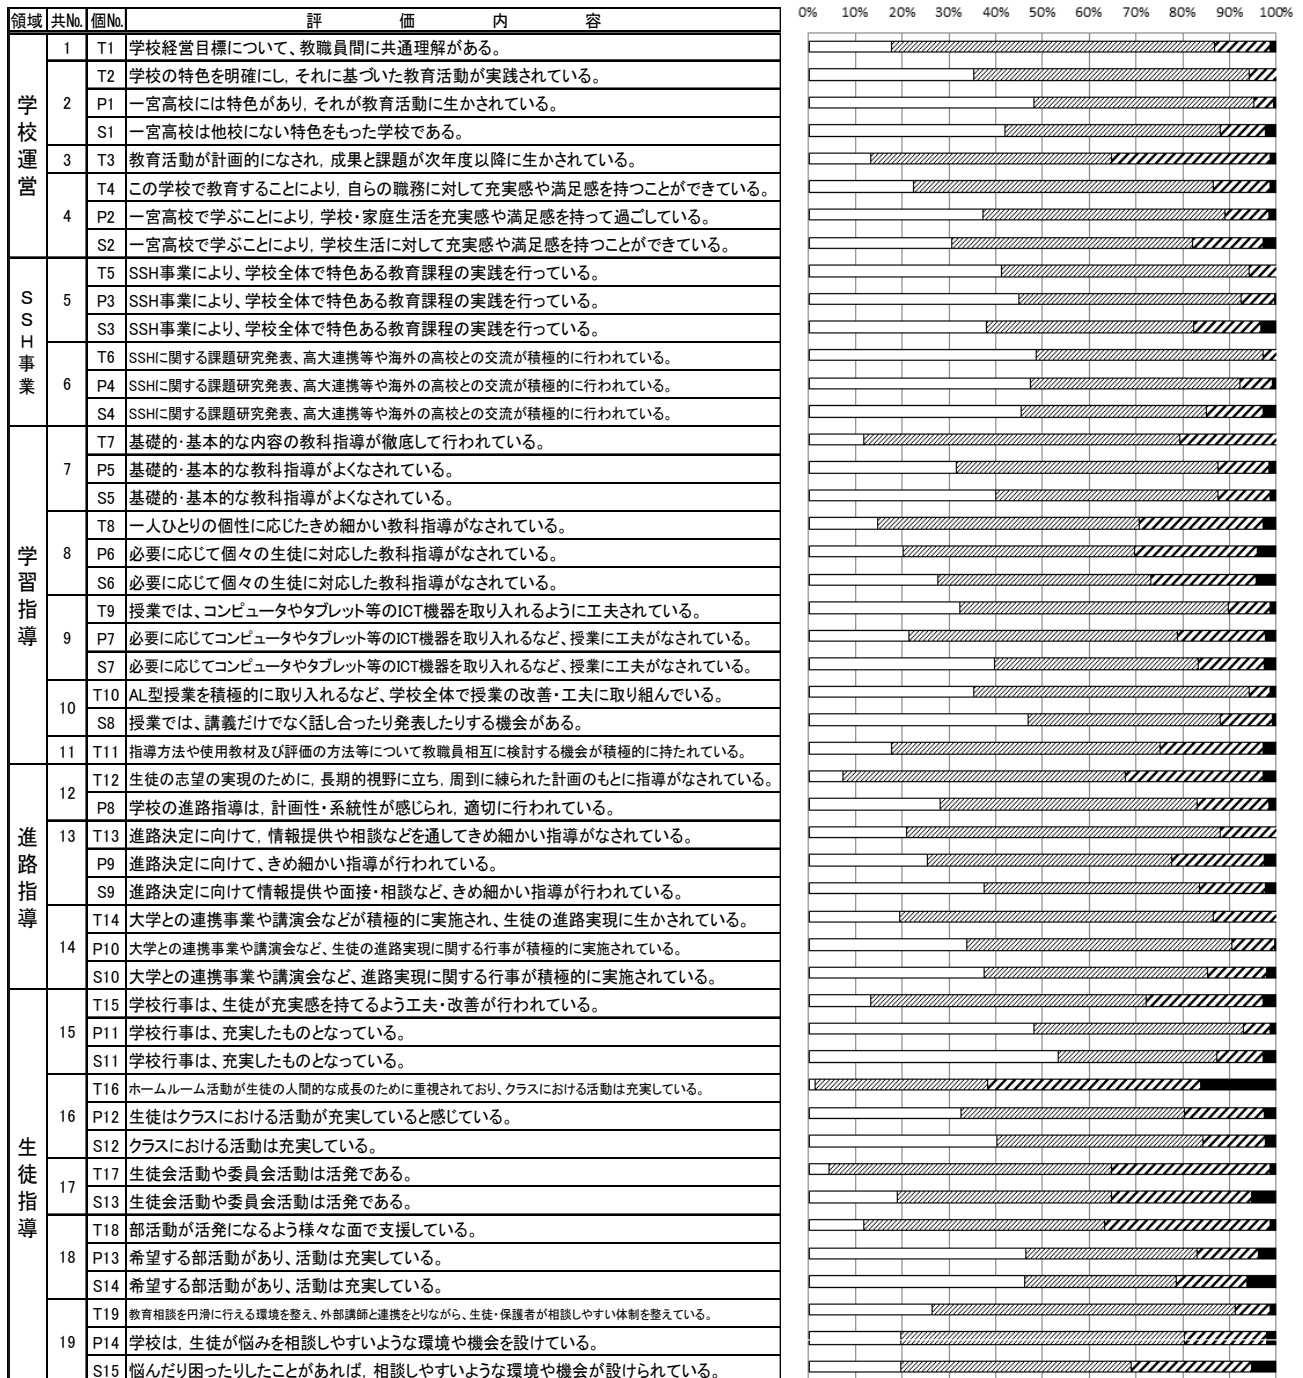 領域 共№ 個№ 評価内容 0% 10% 20% 30% 40% 50% 60% 70% 80% 90% 100%
学校運営
1 T1 学校経営目標について、教職員間に共通理解がある。
2 T2 学校の特色を明確にし，それに基づいた教育活動が実践されている。
P1 一宮高校には特色があり，それが教育活動に生かされている。
S1 一宮高校は他校にない特色をもった学校である。
3 T3 教育活動が計画的になされ，成果と課題が次年度以降に生かされている。
4 T4 この学校で教育することにより，自らの職務に対して充実感や満足感を持つことができている。
P2 一宮高校で学ぶことにより，学校・家庭生活を充実感や満足感を持って過ごしている。
S2 一宮高校で学ぶことにより，学校生活に対して充実感や満足感を持つことができている。
SSH事業
5 T5 SSH事業により、学校全体で特色ある教育課程の実践を行っている。
P3 SSH事業により、学校全体で特色ある教育課程の実践を行っている。
S3 SSH事業により、学校全体で特色ある教育課程の実践を行っている。
6 T6 SSHに関する課題研究発表、高大連携等や海外の高校との交流が積極的に行われている。
P4 SSHに関する課題研究発表、高大連携等や海外の高校との交流が積極的に行われている。
S4 SSHに関する課題研究発表、高大連携等や海外の高校との交流が積極的に行われている。
学習指導
7 T7 基礎的・基本的な内容の教科指導が徹底して行われている。
P5 基礎的・基本的な教科指導がよくなされている。
S5 基礎的・基本的な教科指導がよくなされている。
8 T8 一人ひとりの個性に応じたきめ細かい教科指導がなされている。
P6 必要に応じて個々の生徒に対応した教科指導がなされている。
S6 必要に応じて個々の生徒に対応した教科指導がなされている。
9 T9 授業では、コンピュータやタブレット等のICT機器を取り入れるように工夫されている。
P7 必要に応じてコンピュータやタブレット等のICT機器を取り入れるなど、授業に工夫がなされている。
S7 必要に応じてコンピュータやタブレット等のICT機器を取り入れるなど、授業に工夫がなされている。
10 T10 AL型授業を積極的に取り入れるなど、学校全体で授業の改善・工夫に取り組んでいる。
S8 授業では、講義だけでなく話し合ったり発表したりする機会がある。
11 T11 指導方法や使用教材及び評価の方法等について教職員相互に検討する機会が積極的に持たれている。
進路指導
12 T12 生徒の志望の実現のために，長期的視野に立ち，周到に練られた計画のもとに指導がなされている。
P8 学校の進路指導は，計画性・系統性が感じられ，適切に行われている。
13 T13 進路決定に向けて，情報提供や相談などを通してきめ細かい指導がなされている。
P9 進路決定に向けて、きめ細かい指導が行われている。
S9 進路決定に向けて情報提供や面接・相談など、きめ細かい指導が行われている。
14 T14 大学との連携事業や講演会などが積極的に実施され、生徒の進路実現に生かされている。
P10 大学との連携事業や講演会など、生徒の進路実現に関する行事が積極的に実施されている。
S10 大学との連携事業や講演会など、進路実現に関する行事が積極的に実施されている。
生徒指導
15 T15 学校行事は、生徒が充実感を持てるよう工夫・改善が行われている。
P11 学校行事は、充実したものとなっている。
S11 学校行事は、充実したものとなっている。
16 T16 ホームルーム活動が生徒の人間的な成長のために重視されており、クラスにおける活動は充実している。
P12 生徒はクラスにおける活動が充実していると感じている。
S12 クラスにおける活動は充実している。
17 T17 生徒会活動や委員会活動は活発である。
S13 生徒会活動や委員会活動は活発である。
18 T18 部活動が活発になるよう様々な面で支援している。
P13 希望する部活動があり、活動は充実している。
S14 希望する部活動があり、活動は充実している。
19 T19 教育相談を円滑に行える環境を整え、外部講師と連携をとりながら、生徒・保護者が相談しやすい体制を整えている。
P14 学校は，生徒が悩みを相談しやすいような環境や機会を設けている。
S15 悩んだり困ったりしたことがあれば，相談しやすいような環境や機会が設けられている。